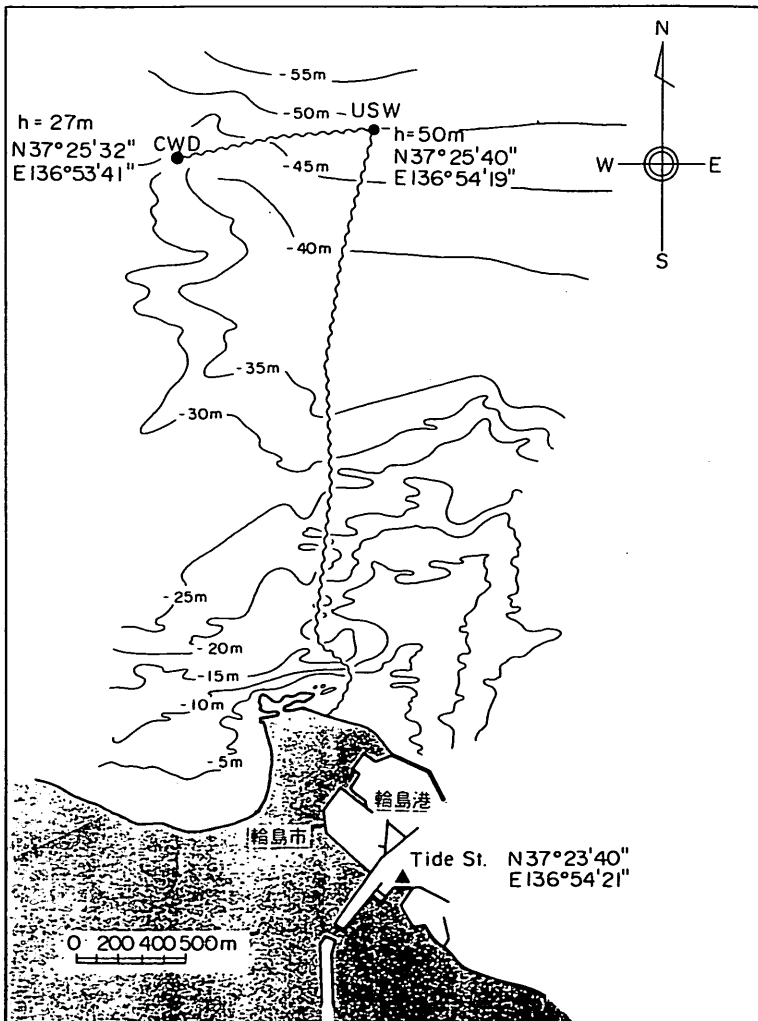 N
-55m
-50m
USW
h = 27m
CWD
h=50m
N37°25'32"
N37°25'40"
E136°53'41"
-45m
E136°54'19"
W
E
-40m
S
-35m
-30m
-25m
-20m
-15m
-10m
-5m
輪島港
輪島市
Tide St. N37°23'40"
E136°54'21"
0 200 400 500m